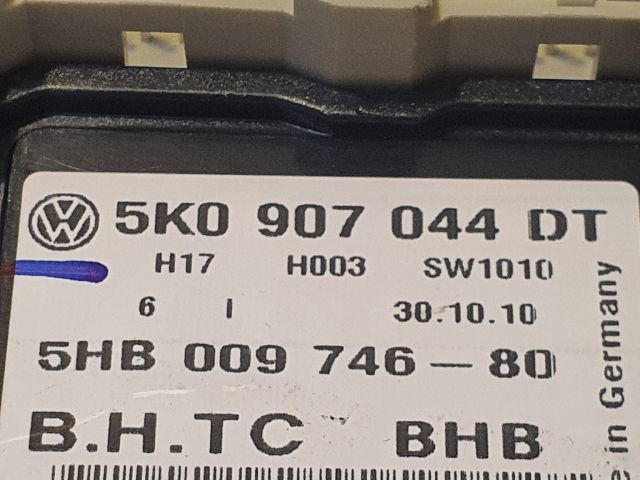 5K0 907 044 DT
H17 H003 SW1010
6 I 30.10.10
5HB 009 746-80
B.H.TC BHB
in Germany